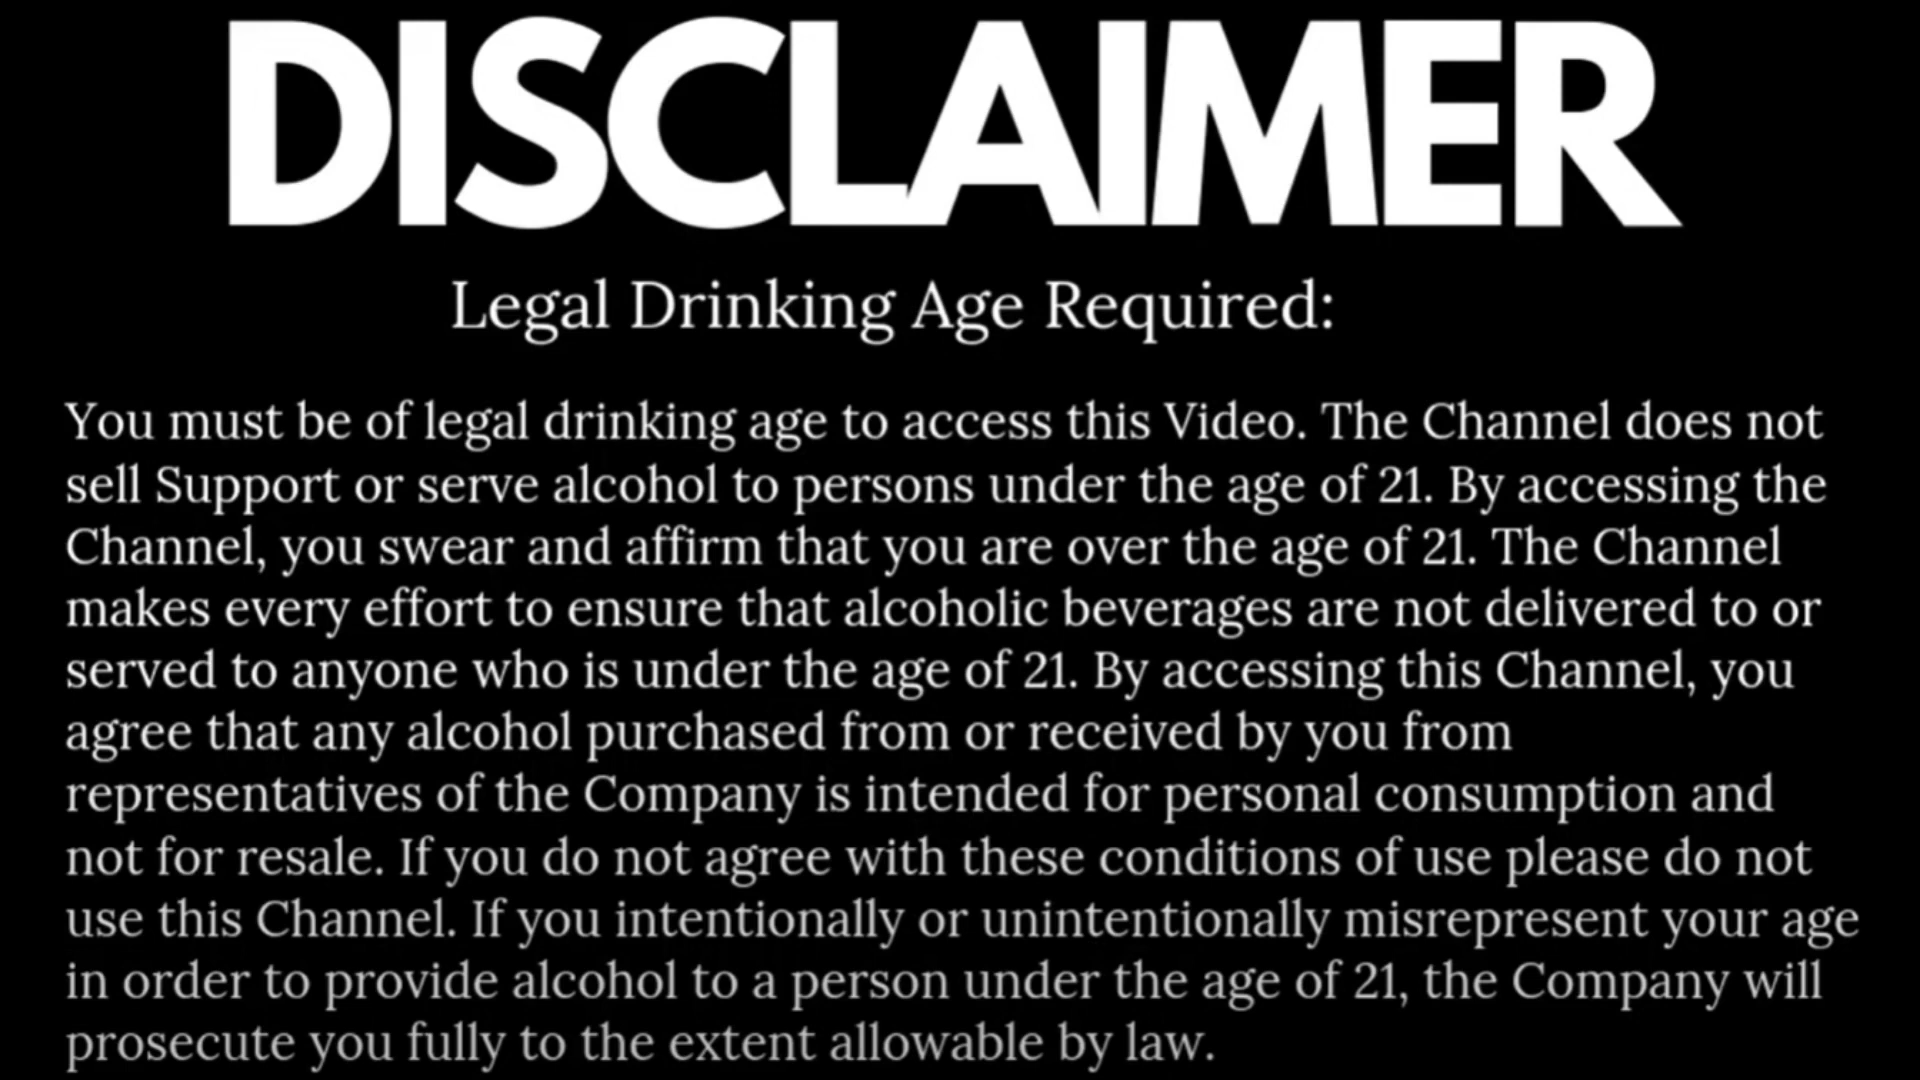 DISCLAIMER
Legal Drinking Age Required:
You must be of legal drinking age to access this Video. The Channel does not
sell Support or serve alcohol to persons under the age of 21. By accessing the
Channel, you swear and affirm that you are over the age of 21. The Channel
makes every effort to ensure that alcoholic beverages are not delivered to or
served to anyone who is under the age of 21. By accessing this Channel, you
agree that any alcohol purchased from or received by you from
representatives of the Company is intended for personal consumption and
not for resale. If you do not agree with these conditions of use please do not
use this Channel. If you intentionally or unintentionally misrepresent your age
in order to provide alcohol to a person under the age of 21, the Company will
prosecute you fully to the extent allowable by law.